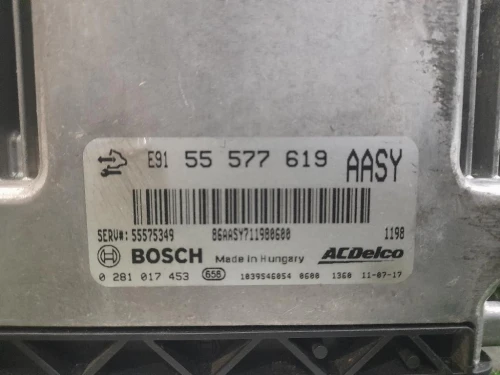 E91 55 577 619 AASY
SERV#: 55575349 86AASY711980600 1198
BOSCH Made in Hungary ACDelco
0 281 017 453 658 1039S46054 0600 1360 11-07-17